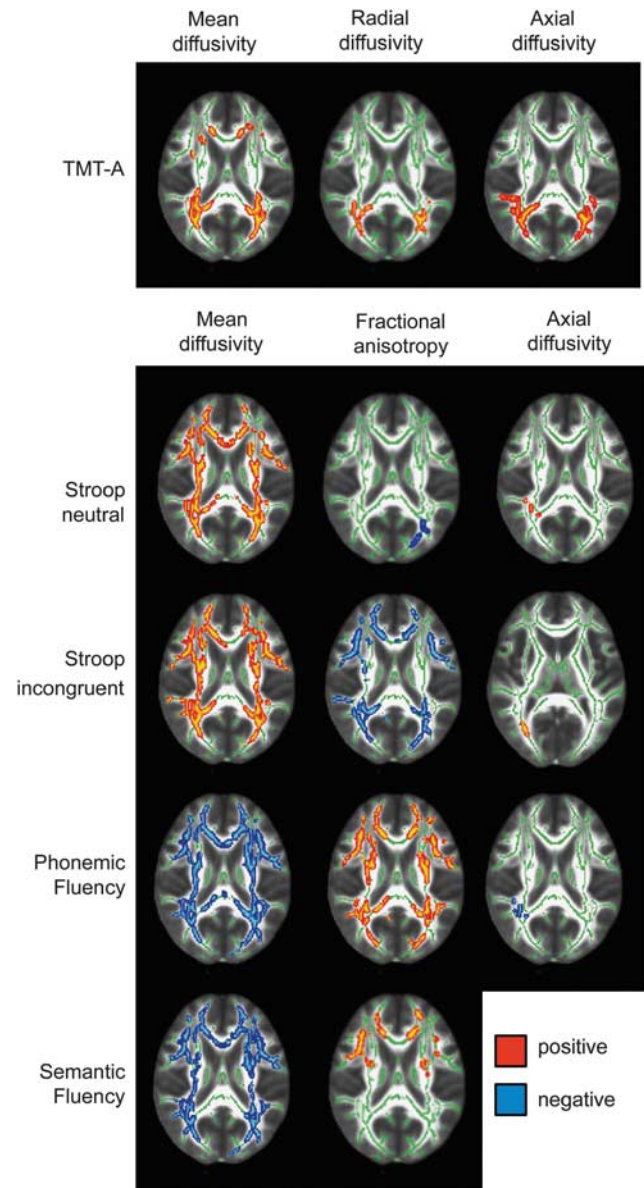 Mean diffusivity
Radial diffusivity
Axial diffusivity
TMT-A
Mean diffusivity
Fractional anisotropy
Axial diffusivity
Stroop neutral
Stroop incongruent
Phonemic Fluency
Semantic Fluency
positive
negative